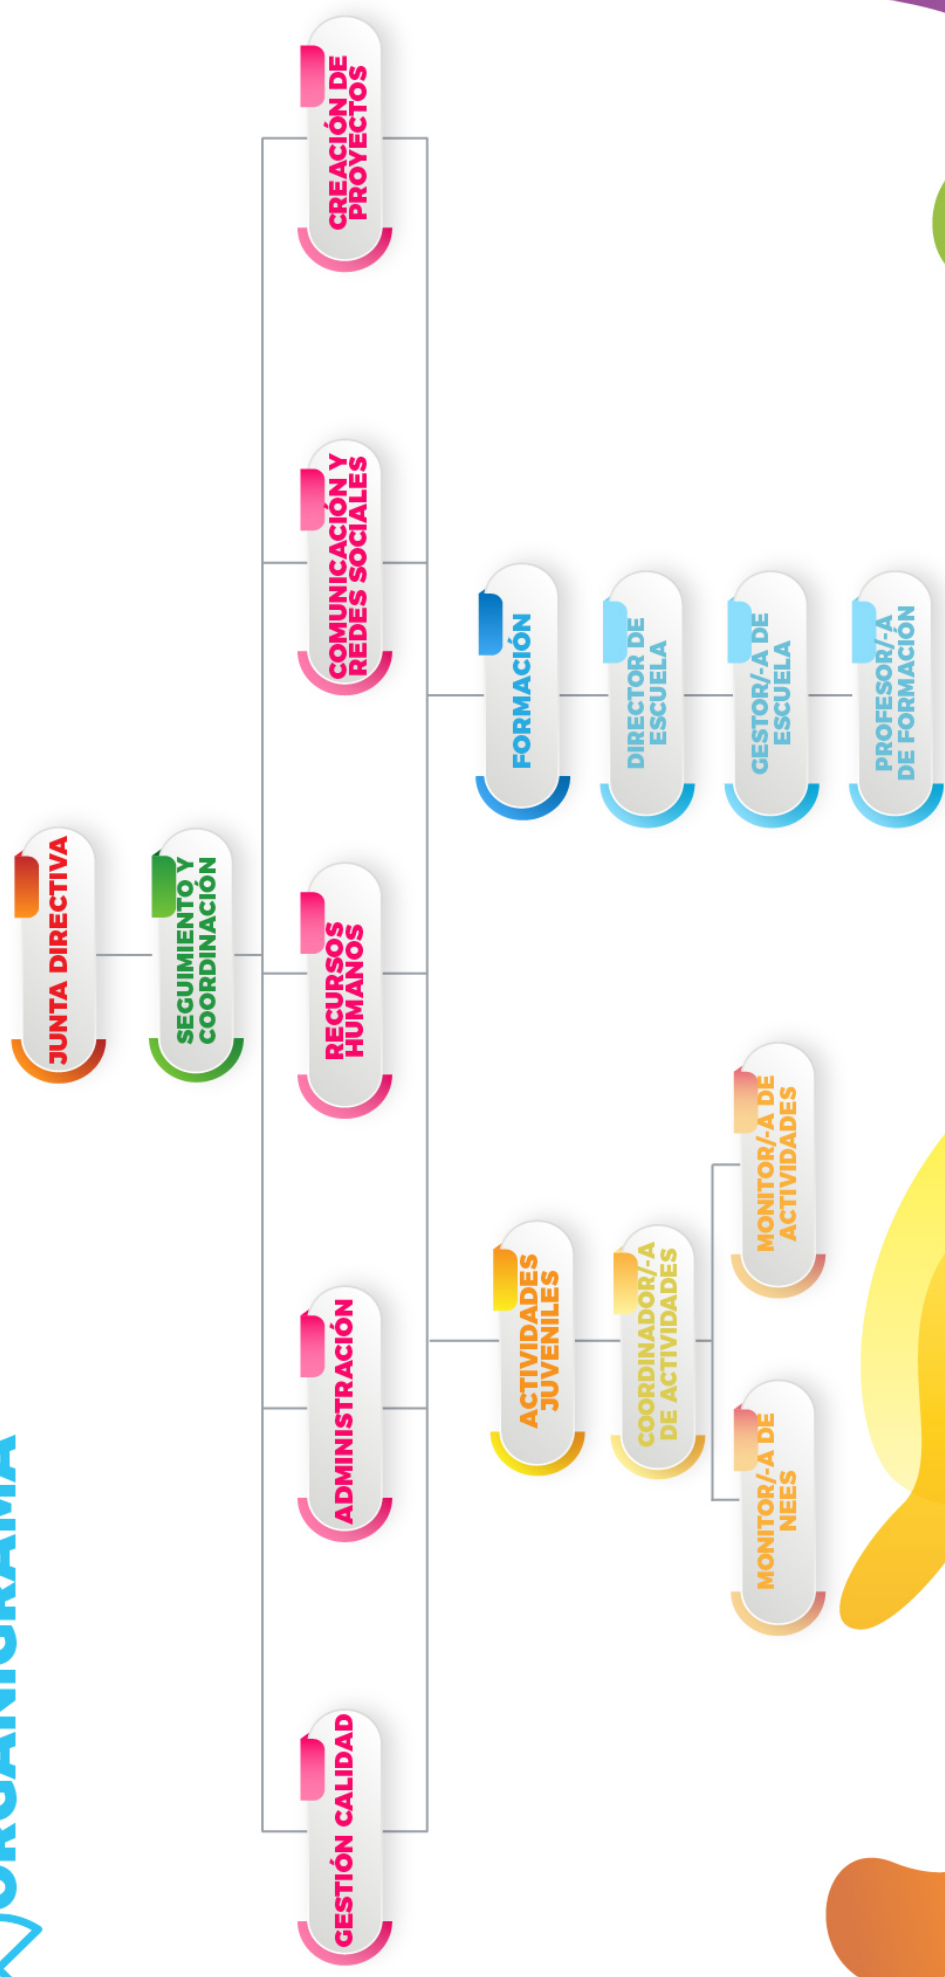 ORGANIGRAMA
JUNTA DIRECTIVA
SEGUIMIENTO Y
COORDINACIÓN
GESTIÓN CALIDAD
ADMINISTRACIÓN
RECURSOS
HUMANOS
COMUNICACIÓN Y
REDES SOCIALES
CREACIÓN DE
PROYECTOS
ACTIVIDADES
JUVENILES
COORDINADOR/-A
DE ACTIVIDADES
MONITOR/-A DE
NEES
MONITOR/-A DE
ACTIVIDADES
FORMACIÓN
DIRECTOR DE
ESCUELA
GESTOR/-A DE
ESCUELA
PROFESOR/-A
DE FORMACIÓN